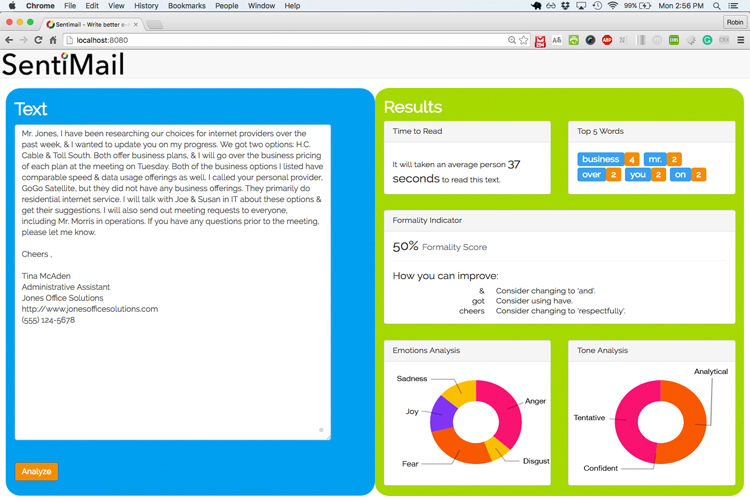 Chrome File Edit View History Bookmarks People Window Help
99% Mon 2:56 PM
Sentimail - Write better e-
Robin
localhost:8080
SentiMail
Text
Mr. Jones, I have been researching our choices for internet providers over the
past week, & I wanted to update you on my progress. We got two options: H.C.
Cable & Toll South. Both offer business plans, & I will go over the business pricing
of each plan at the meeting on Tuesday. Both of the business options I listed have
comparable speed & data usage offerings as well. I called your personal provider,
GoGo Satellite, but they did not have any business offerings. They primarily do
residential internet service. I will talk with Joe & Susan in IT about these options &
get their suggestions. I will also send out meeting requests to everyone,
including Mr. Morris in operations. If you have any questions prior to the meeting,
please let me know.
Cheers ,
Tina McAden
Administrative Assistant
Jones Office Solutions
http://www.jonesofficesolutions.com
(555) 124-5678
Analyze
Results
Time to Read
It will taken an average person 37
seconds to read this text.
Top 5 Words
business 4 mr. 2
over 2 you 2 on 2
Formality Indicator
50% Formality Score
How you can improve:
& Consider changing to 'and'.
got Consider using have.
cheers Consider changing to 'respectfully'.
Emotions Analysis
Sadness
Anger
Joy
Fear
Disgust
Tone Analysis
Analytical
Tentative
Confident